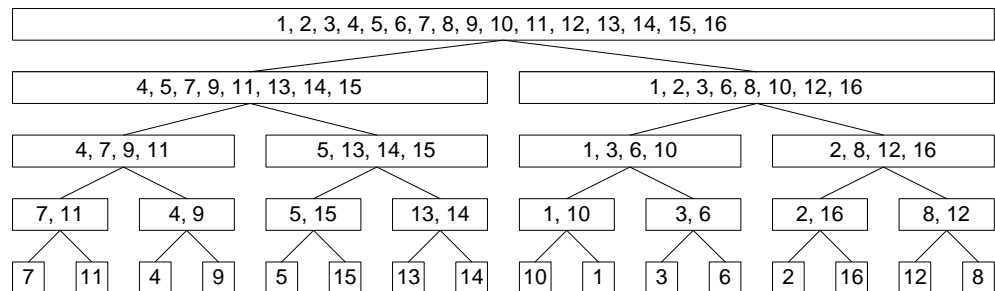 1, 2, 3, 4, 5, 6, 7, 8, 9, 10, 11, 12, 13, 14, 15, 16
4, 5, 7, 9, 11, 13, 14, 15 1, 2, 3, 6, 8, 10, 12, 16
4, 7, 9, 11 5, 13, 14, 15 1, 3, 6, 10 2, 8, 12, 16
7, 11 4, 9 5, 15 13, 14 1, 10 3, 6 2, 16 8, 12
7 11 4 9 5 15 13 14 10 1 3 6 2 16 12 8